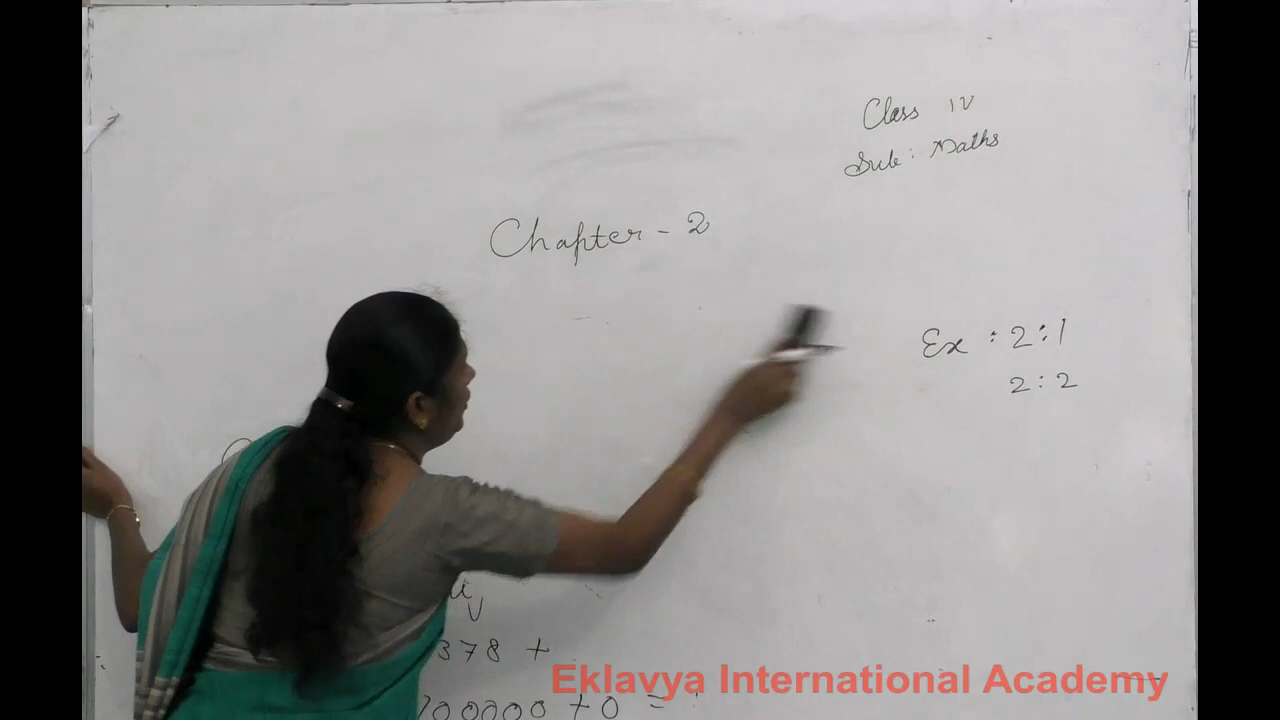 Class IV
Sub: Maths
Chapter - 2
Ex : 2:1
2:2
378 +
00000 + 0 =
Eklavya International Academy